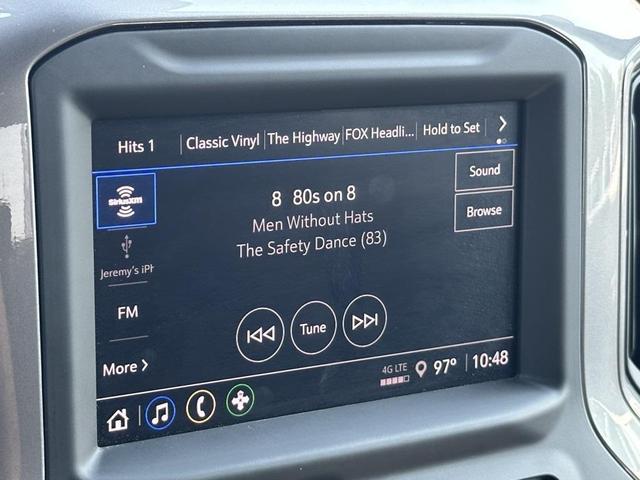 Hits 1 Classic Vinyl The Highway FOX Headli... Hold to Set
SiriusXM
Sound
8 80s on 8
Browse
Men Without Hats
The Safety Dance (83)
Jeremy's iPh
FM
Tune
More
4G LTE 97° 10:48